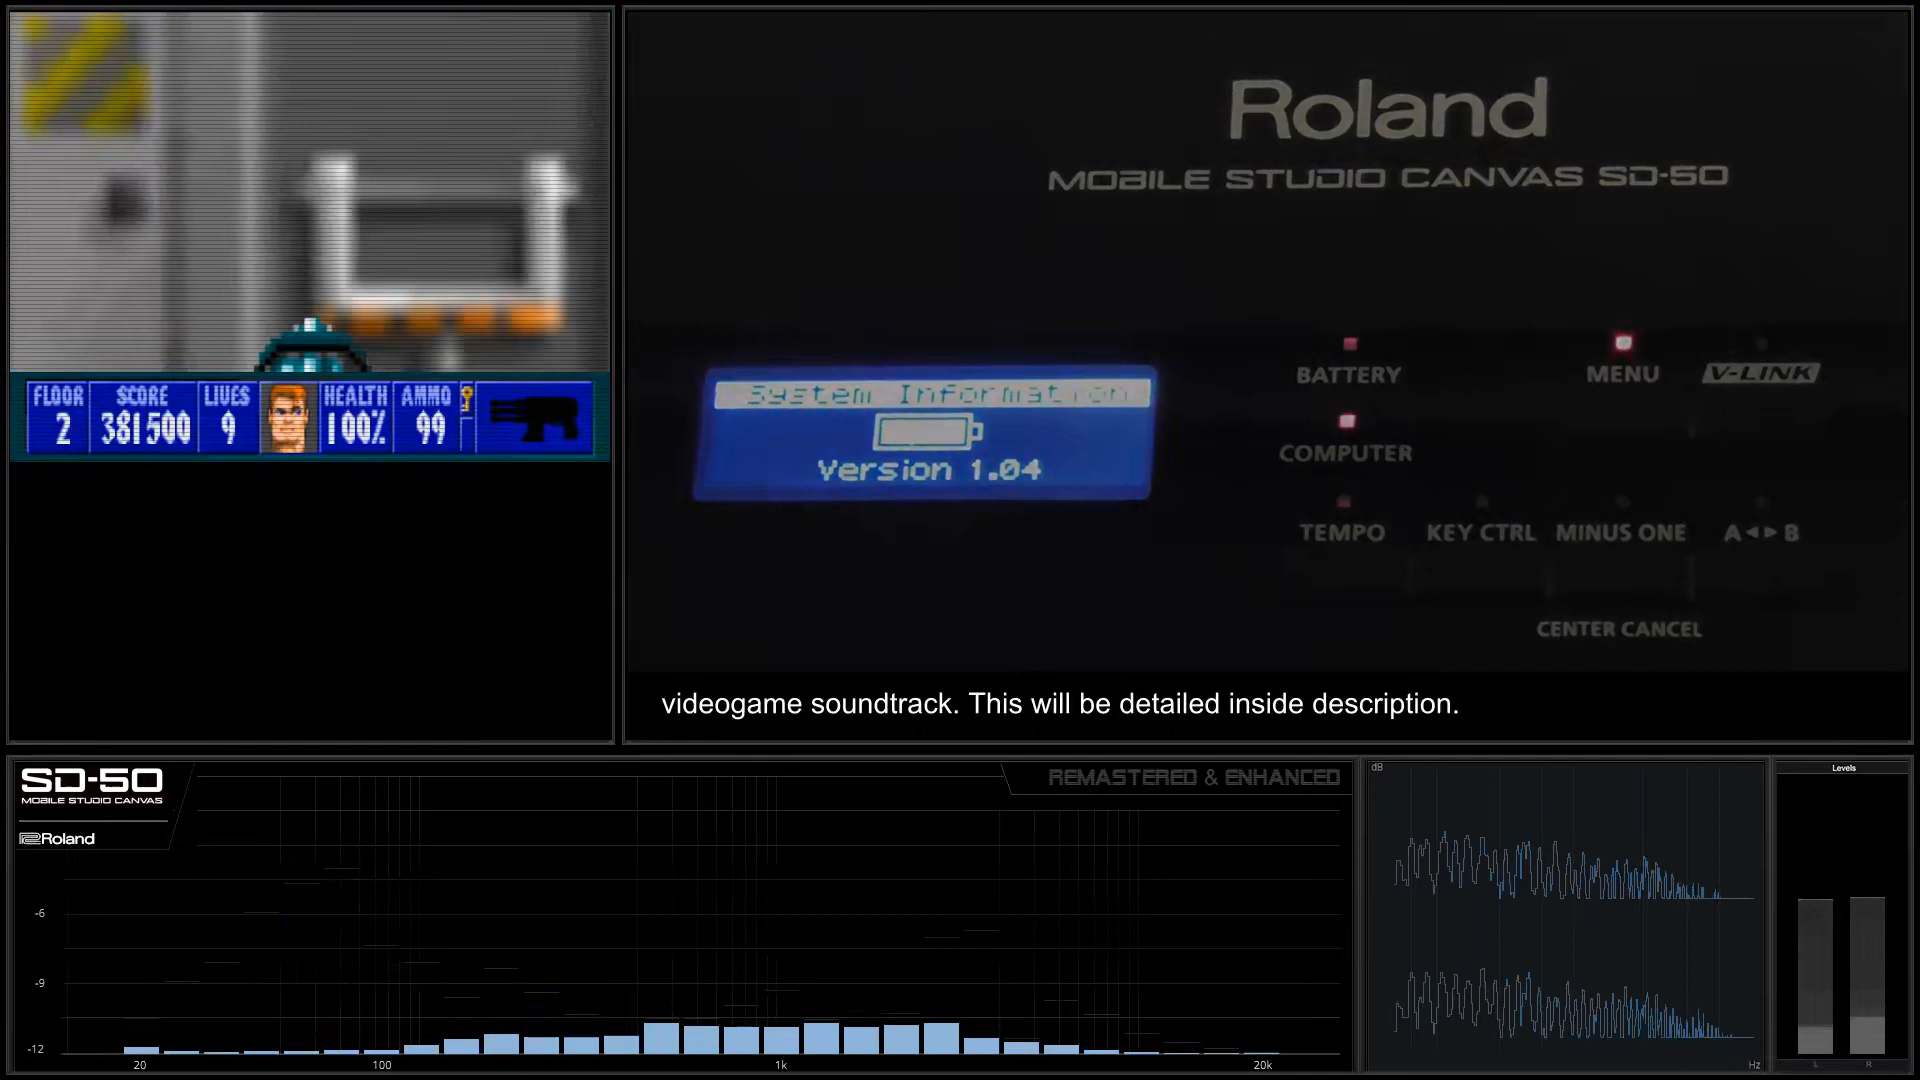 FLOOR SCORE LIVES HEALTH AMMO
2 381500 9 100% 99
Roland
MOBILE STUDIO CANVAS SD-50
System Information
Version 1.04
BATTERY MENU V-LINK
COMPUTER
TEMPO KEY CTRL MINUS ONE A◄►B
CENTER CANCEL
videogame soundtrack. This will be detailed inside description.
SD-50
MOBILE STUDIO CANVAS
Roland
REMASTERED & ENHANCED
-6
-9
-12
20 100 1k 20k
dB
Hz
Levels
L R